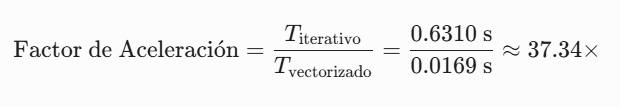 Factor de Aceleración = T_iterativo / T_vectorizado = 0.6310 s / 0.0169 s ≈ 37.34×